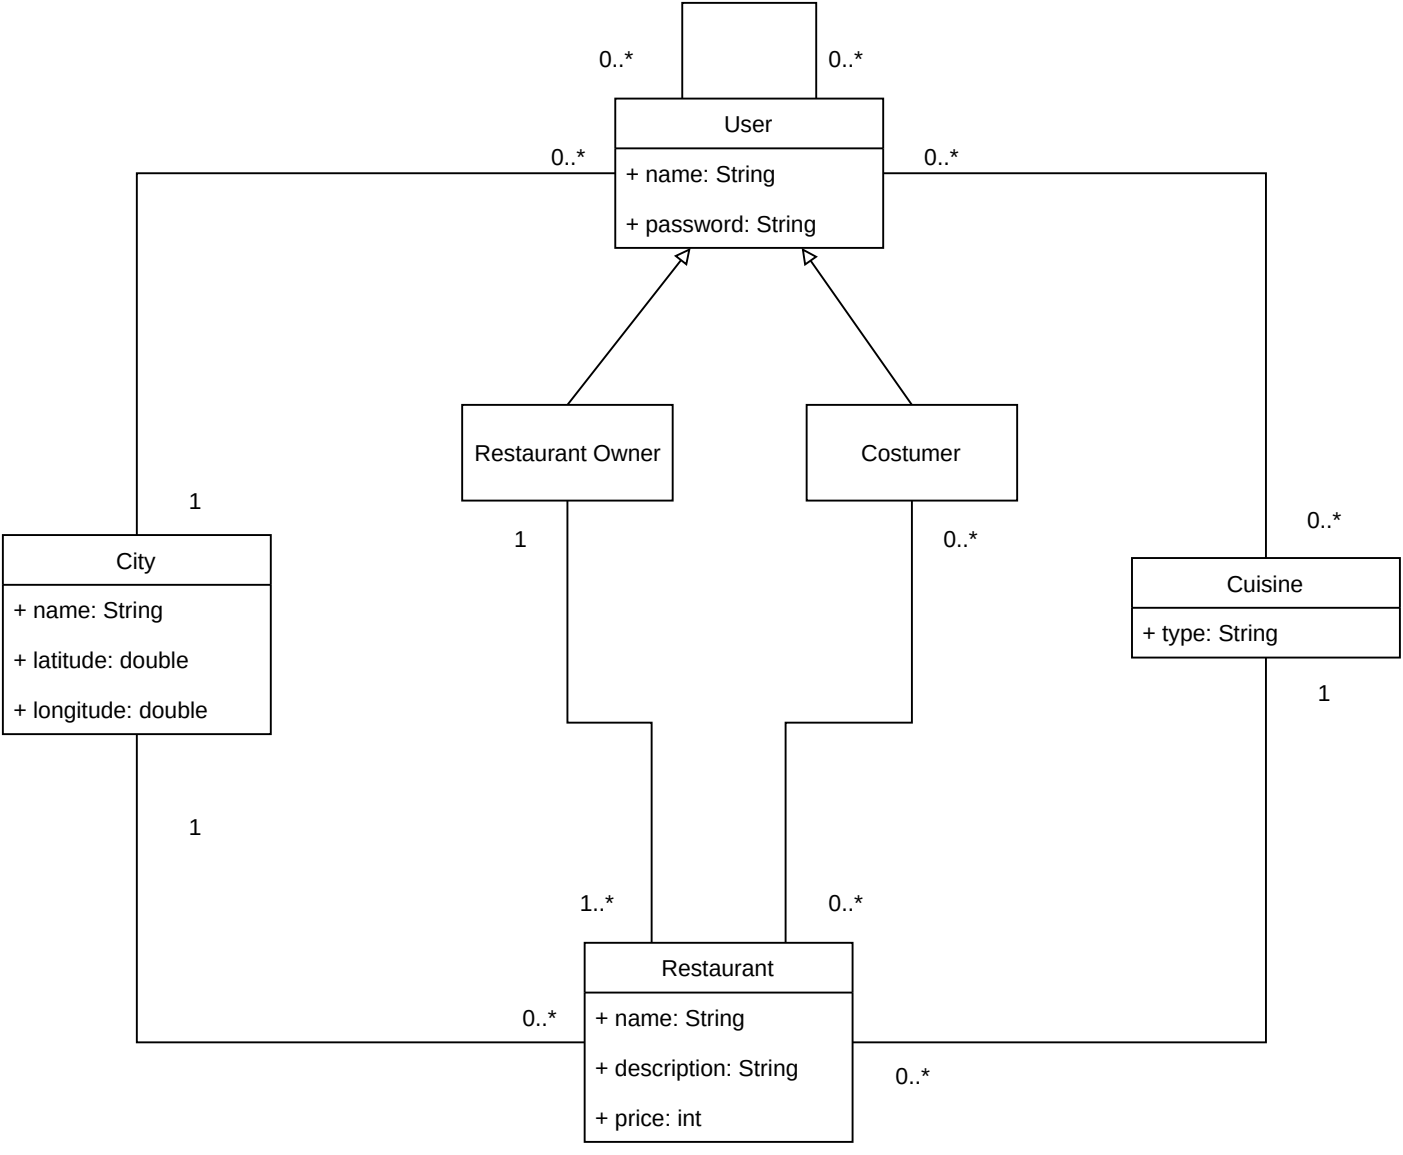 0..*
0..*
User
0..*
0..*
+ name: String
+ password: String
Restaurant Owner
Costumer
1
1
0..*
0..*
City
+ name: String
+ latitude: double
+ longitude: double
Cuisine
+ type: String
1
1
1..*
0..*
Restaurant
0..*
+ name: String
+ description: String
0..*
+ price: int